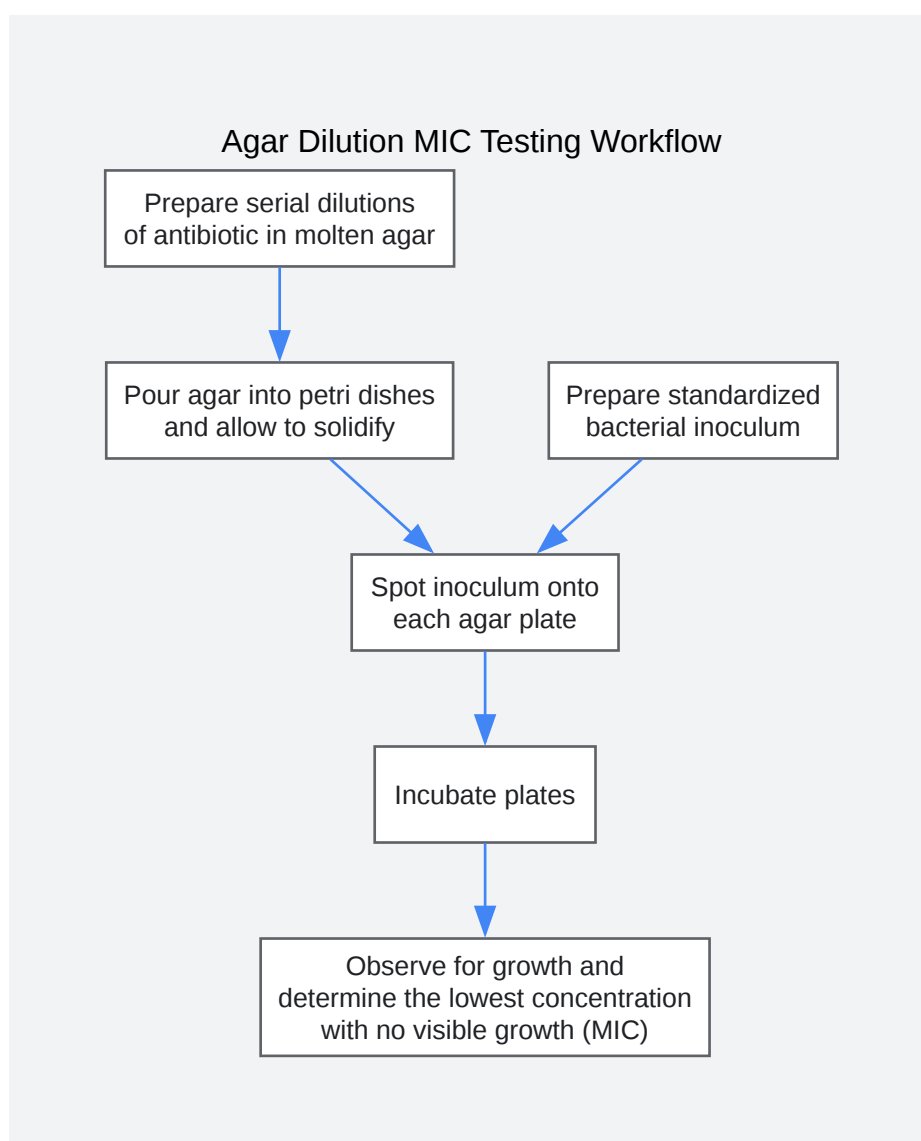 Agar Dilution MIC Testing Workflow
Prepare serial dilutions
of antibiotic in molten agar
Pour agar into petri dishes
and allow to solidify
Prepare standardized
bacterial inoculum
Spot inoculum onto
each agar plate
Incubate plates
Observe for growth and
determine the lowest concentration
with no visible growth (MIC)